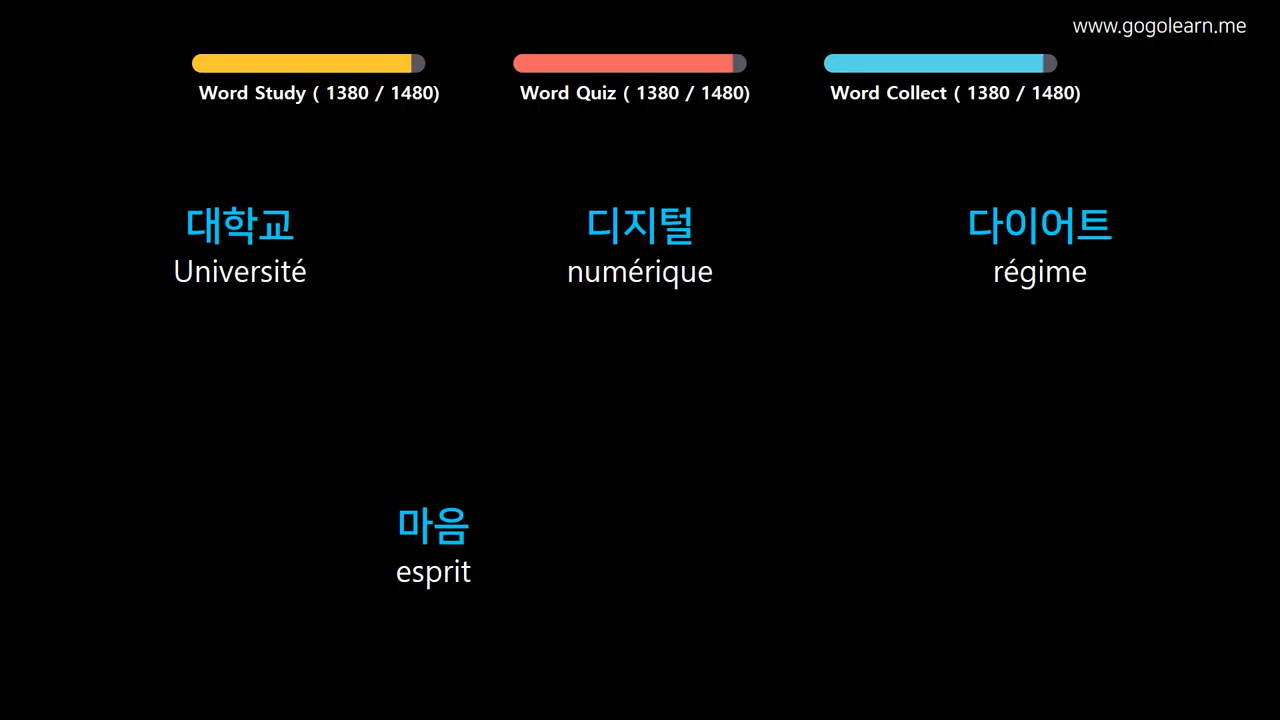 www.gogolearn.me
Word Study ( 1380 / 1480)
Word Quiz ( 1380 / 1480)
Word Collect ( 1380 / 1480)
대학교
Université
디지털
numérique
다이어트
régime
마음
esprit